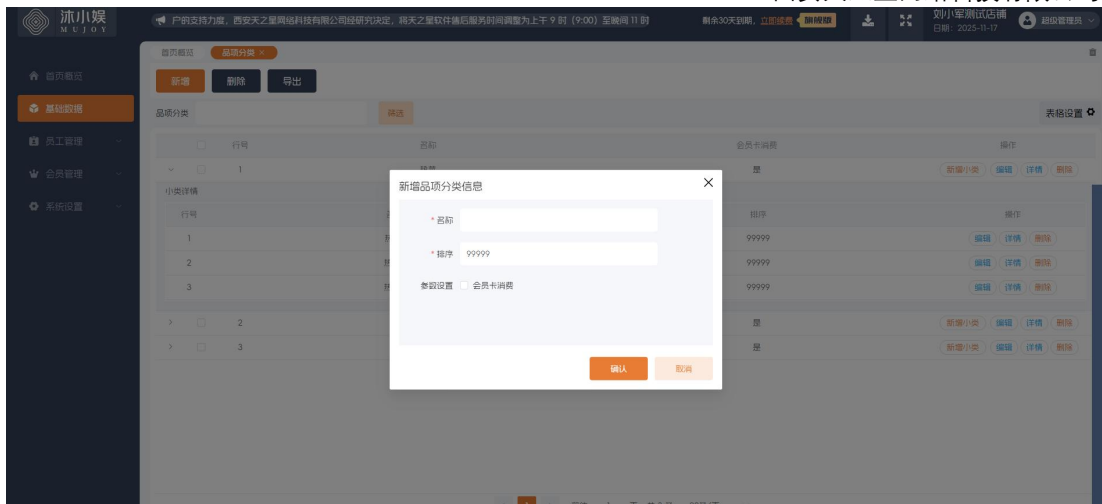 沐小娱
MUJOY
户的支持力度，西安天之星网络科技有限公司经研究决定，将天之星软件售后服务时间调整为上午 9 时（9:00）至晚间 11 时
剩余30天到期，立即续费
旗舰版
刘小军测试店铺
日期：2025-11-17
超级管理员
首页概览
品项分类 ×
首页概览
基础数据
员工管理
会员管理
系统设置
新增 删除 导出
品项分类 筛选 表格设置
行号 名称 会员卡消费 操作
1 是 新增小类 编辑 详情 删除
小类详情
行号 排序 操作
1 99999 编辑 详情 删除
2 99999 编辑 详情 删除
3 99999 编辑 详情 删除
2 是 新增小类 编辑 详情 删除
3 是 新增小类 编辑 详情 删除
新增品项分类信息 ×
* 名称
* 排序 99999
参数设置 会员卡消费
确认 取消